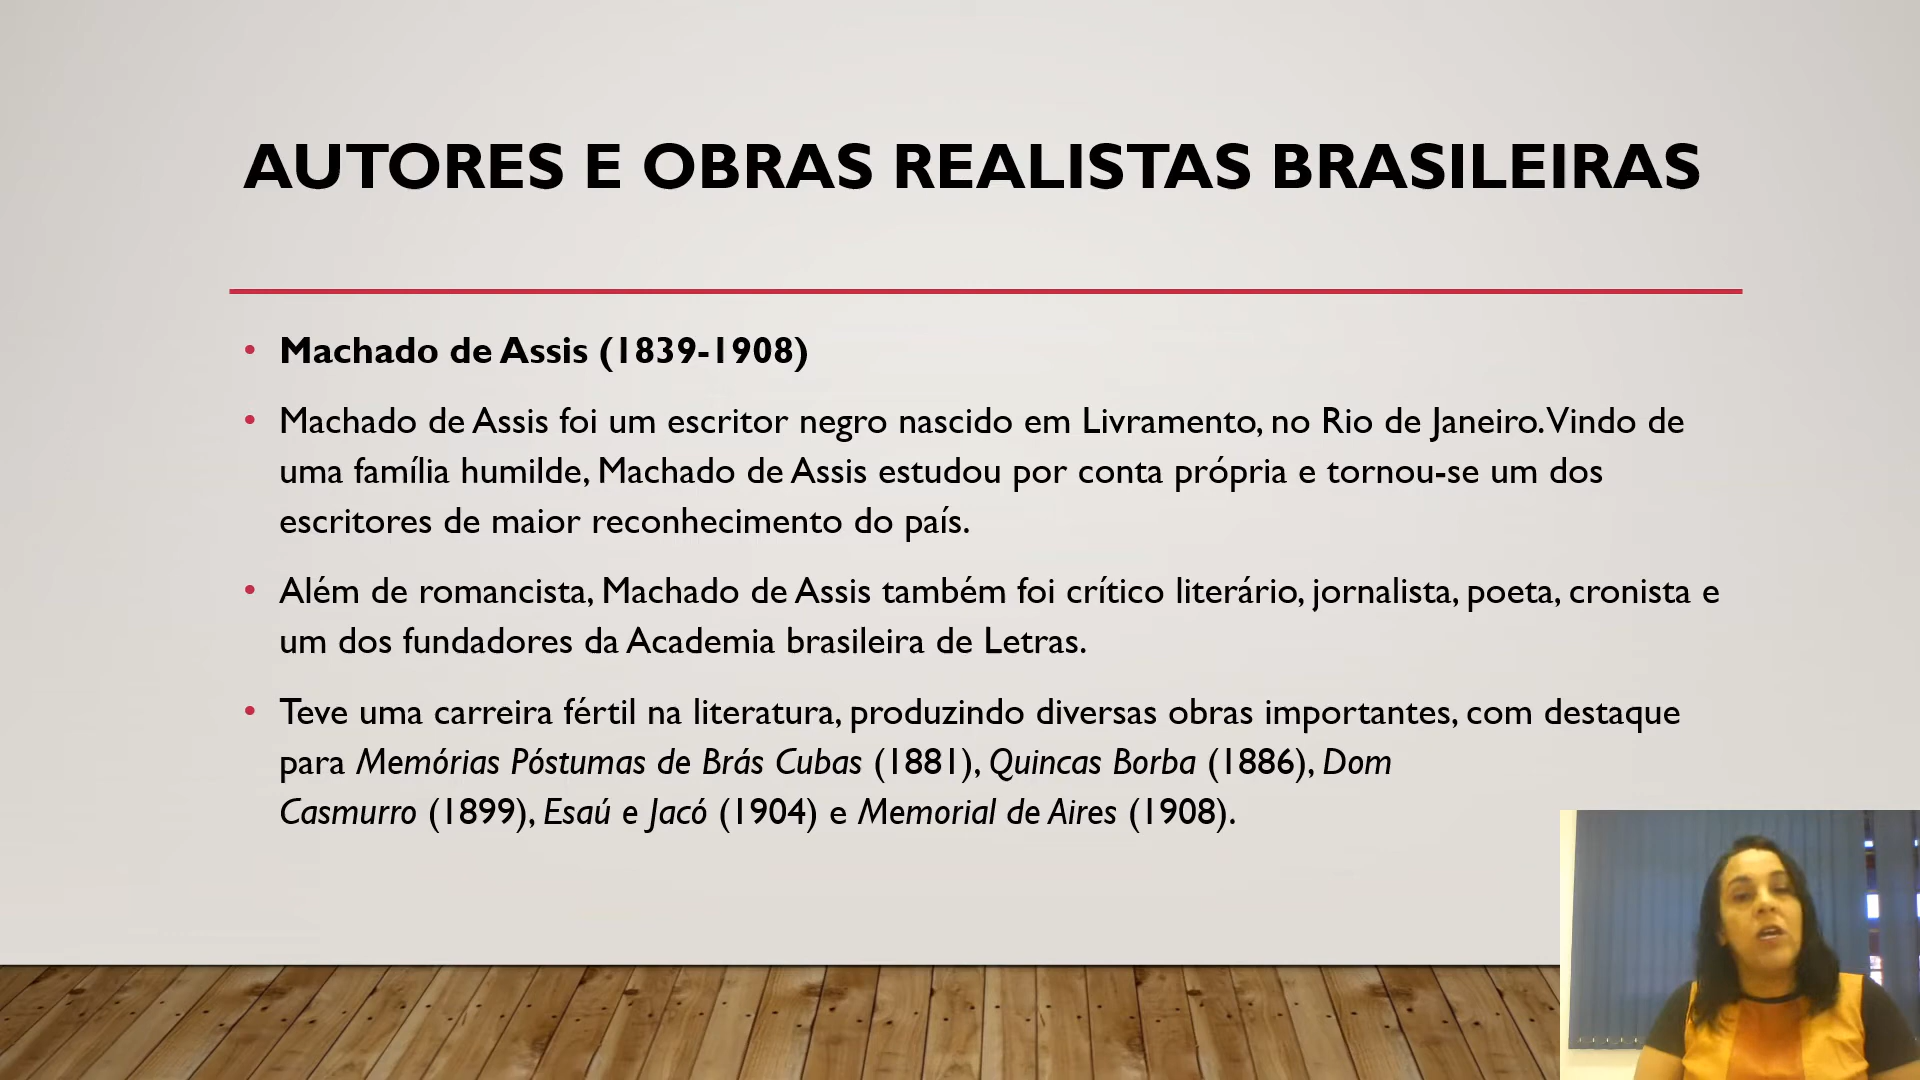 AUTORES E OBRAS REALISTAS BRASILEIRAS
• Machado de Assis (1839-1908)
• Machado de Assis foi um escritor negro nascido em Livramento, no Rio de Janeiro. Vindo de
uma família humilde, Machado de Assis estudou por conta própria e tornou-se um dos
escritores de maior reconhecimento do país.
• Além de romancista, Machado de Assis também foi crítico literário, jornalista, poeta, cronista e
um dos fundadores da Academia brasileira de Letras.
• Teve uma carreira fértil na literatura, produzindo diversas obras importantes, com destaque
para Memórias Póstumas de Brás Cubas (1881), Quincas Borba (1886), Dom
Casmurro (1899), Esaú e Jacó (1904) e Memorial de Aires (1908).